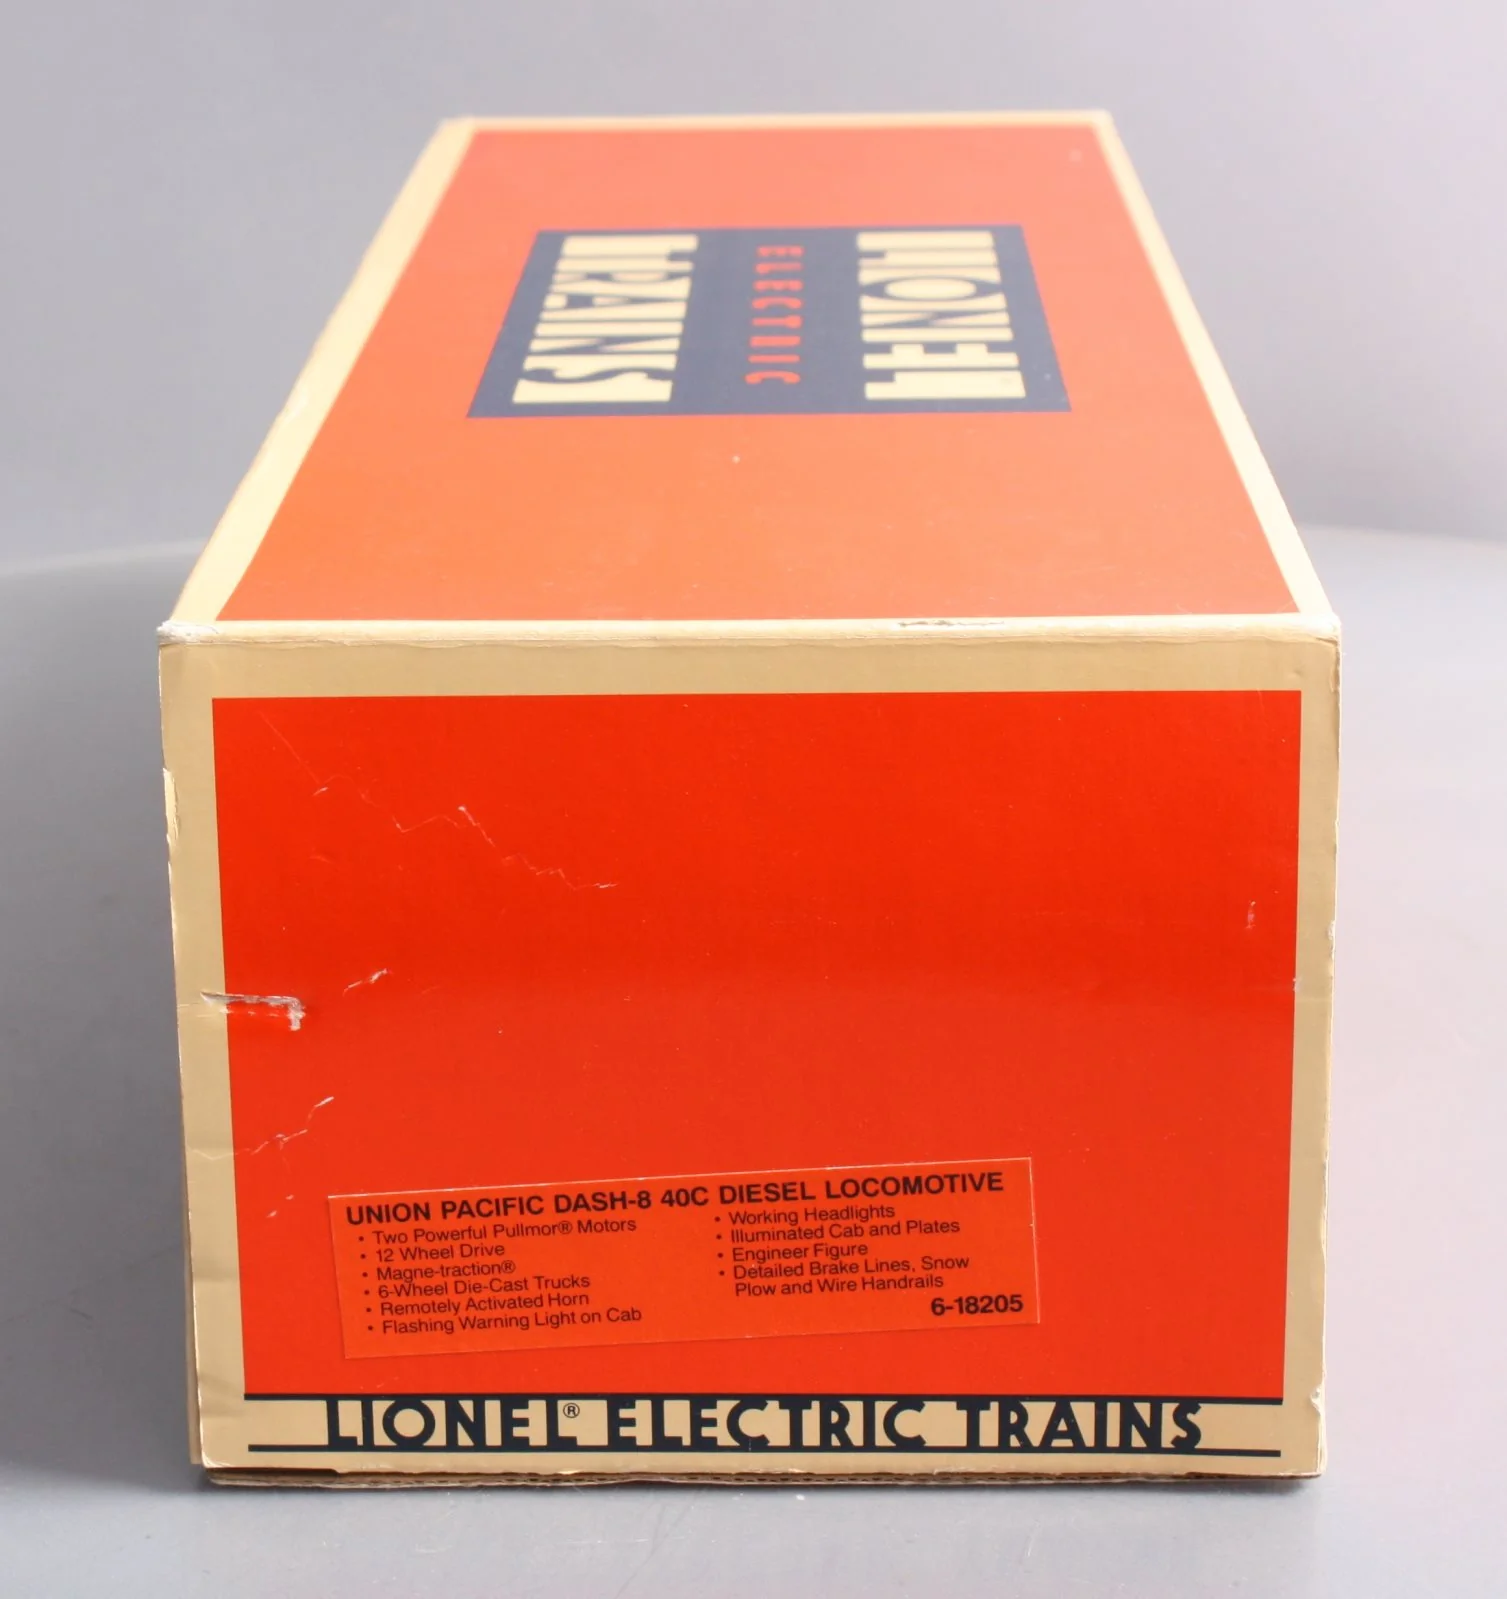 LIONEL
ELECTRIC
TRAINS
UNION PACIFIC DASH-8 40C DIESEL LOCOMOTIVE
• Two Powerful Pullmor® Motors
• 12 Wheel Drive
• Magne-traction®
• 6-Wheel Die-Cast Trucks
• Remotely Activated Horn
• Flashing Warning Light on Cab
• Working Headlights
• Illuminated Cab and Plates
• Engineer Figure
• Detailed Brake Lines, Snow
Plow and Wire Handrails
6-18205
LIONEL® ELECTRIC TRAINS